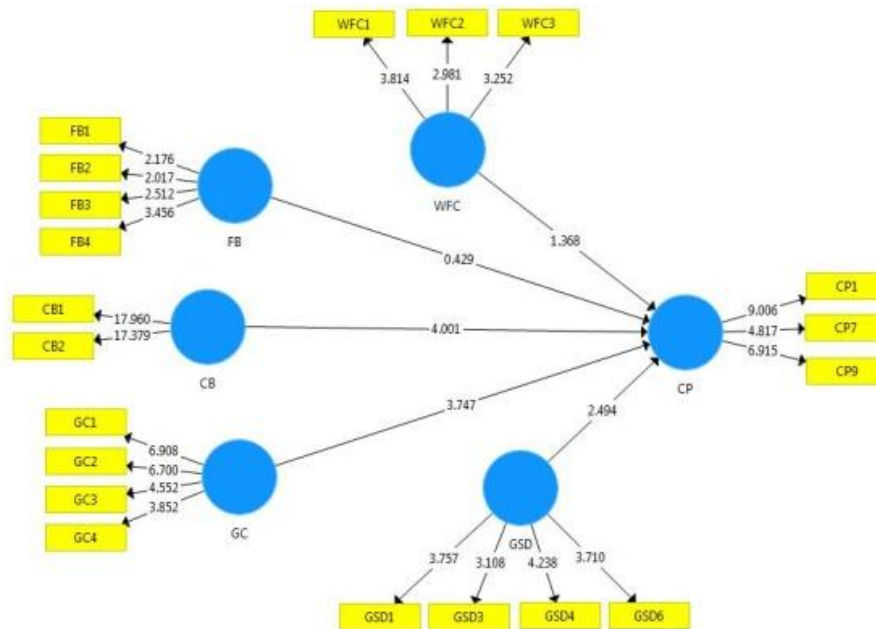 WFC1 WFC2 WFC3
3.814 2.981 3.252
WFC
FB1
FB2
FB3
FB4
2.176
2.017
2.512
3.456
FB
1.368
0.429
CB1
CB2
17.960
17.379
CB
4.001
CP1
CP7
CP9
9.006
4.817
6.915
CP
GC1
GC2
GC3
GC4
6.908
6.700
4.552
3.852
GC
3.747
2.494
GSD
3.757 3.108 4.238 3.710
GSD1 GSD3 GSD4 GSD6